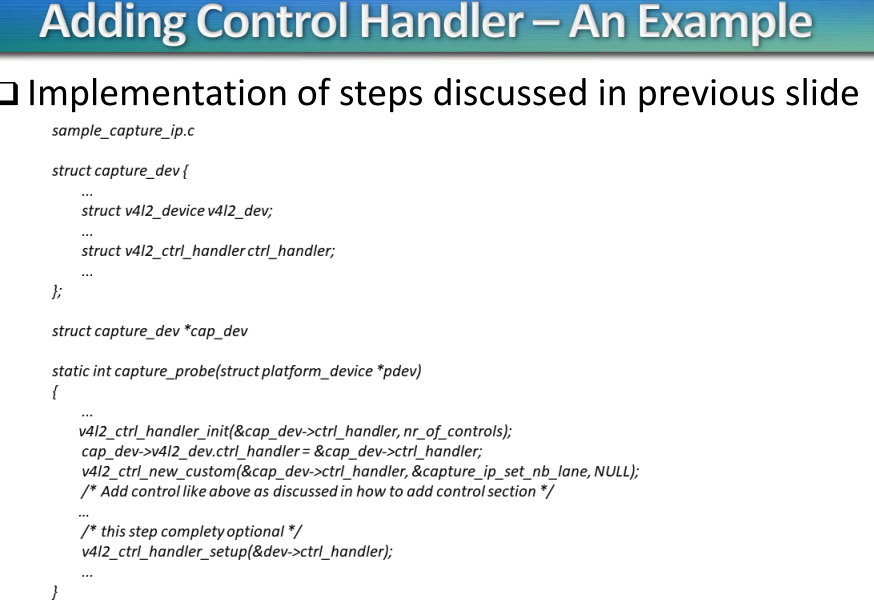 Adding Control Handler – An Example
Implementation of steps discussed in previous slide
sample_capture_ip.c
struct capture_dev {
...
struct v4l2_device v4l2_dev;
...
struct v4l2_ctrl_handler ctrl_handler;
...
};
struct capture_dev *cap_dev
static int capture_probe(struct platform_device *pdev)
{
...
v4l2_ctrl_handler_init(&cap_dev->ctrl_handler, nr_of_controls);
cap_dev->v4l2_dev.ctrl_handler = &cap_dev->ctrl_handler;
v4l2_ctrl_new_custom(&cap_dev->ctrl_handler, &capture_ip_set_nb_lane, NULL);
/* Add control like above as discussed in how to add control section */
...
/* this step complety optional */
v4l2_ctrl_handler_setup(&dev->ctrl_handler);
...
}